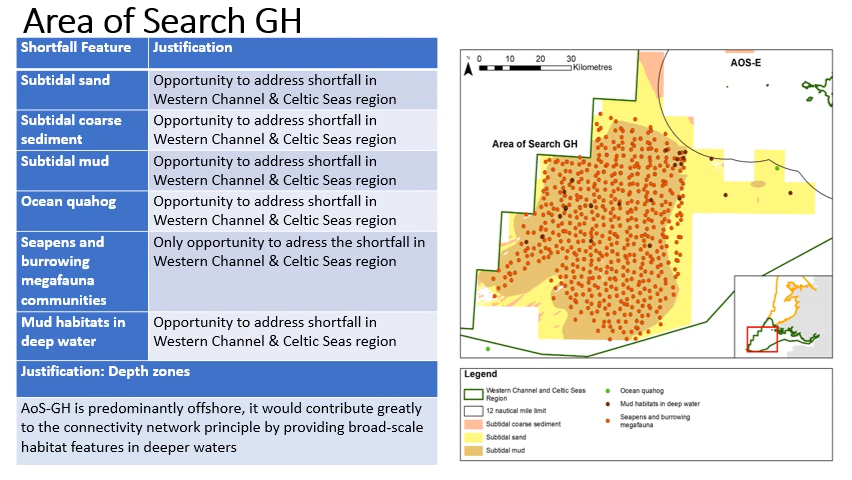 Area of Search GH
Shortfall Feature Justification
Subtidal sand Opportunity to address shortfall in
Western Channel & Celtic Seas region
Subtidal coarse Opportunity to address shortfall in
sediment Western Channel & Celtic Seas region
Subtidal mud Opportunity to address shortfall in
Western Channel & Celtic Seas region
Ocean quahog Opportunity to address shortfall in
Western Channel & Celtic Seas region
Seapens and Only opportunity to adress the shortfall in
burrowing Western Channel & Celtic Seas region
megafauna
communities
Mud habitats in Opportunity to address shortfall in
deep water Western Channel & Celtic Seas region
Justification: Depth zones
AoS-GH is predominantly offshore, it would contribute greatly
to the connectivity network principle by providing broad-scale
habitat features in deeper waters
N
0 10 20 30
Kilometres
AOS-E
Area of Search GH
Legend
Western Channel and Celtic Seas
Region
12 nautical mile limit
Subtidal coarse sediment
Subtidal sand
Subtidal mud
Ocean quahog
Mud habitats in deep water
Seapens and burrowing
megafauna